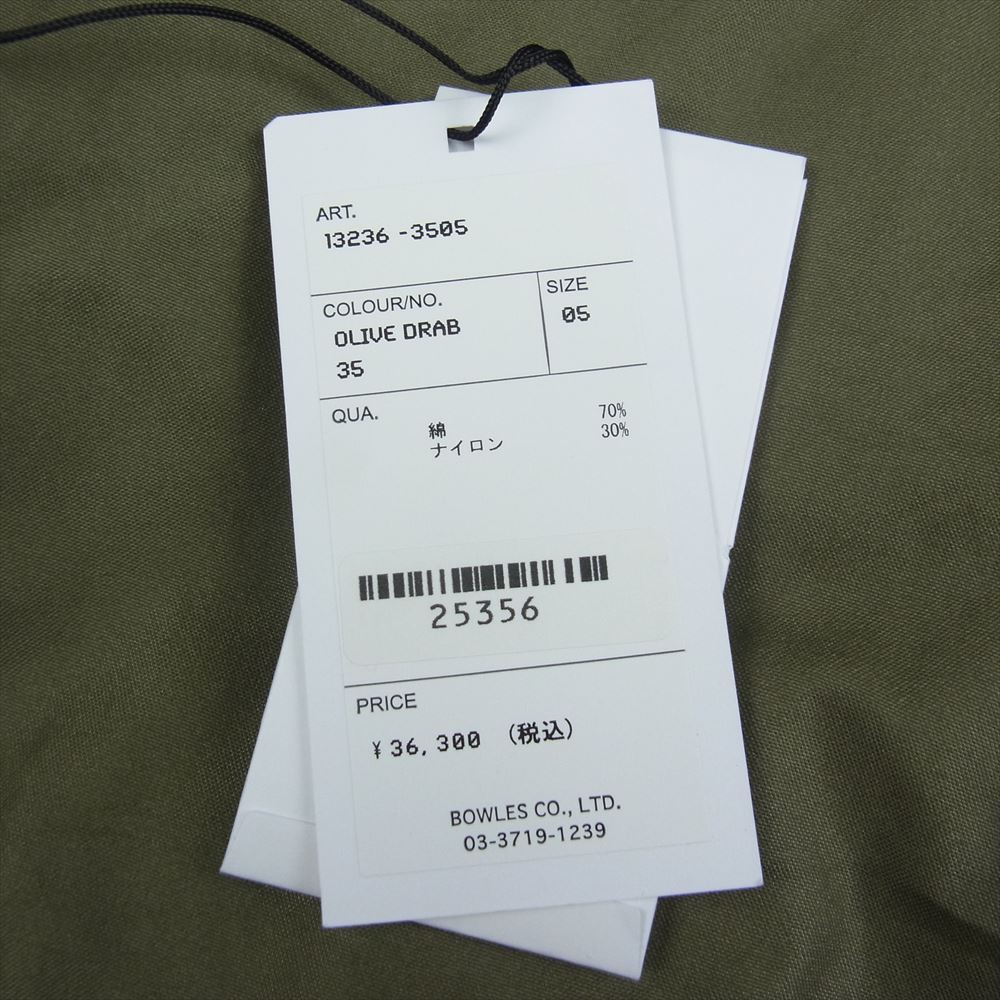 ART.
13236 -3505
COLOUR/NO.
OLIVE DRAB
35
SIZE
05
QUA.
綿 70%
ナイロン 30%
25356
PRICE
¥ 36,300 (税込)
BOWLES CO., LTD.
03-3719-1239